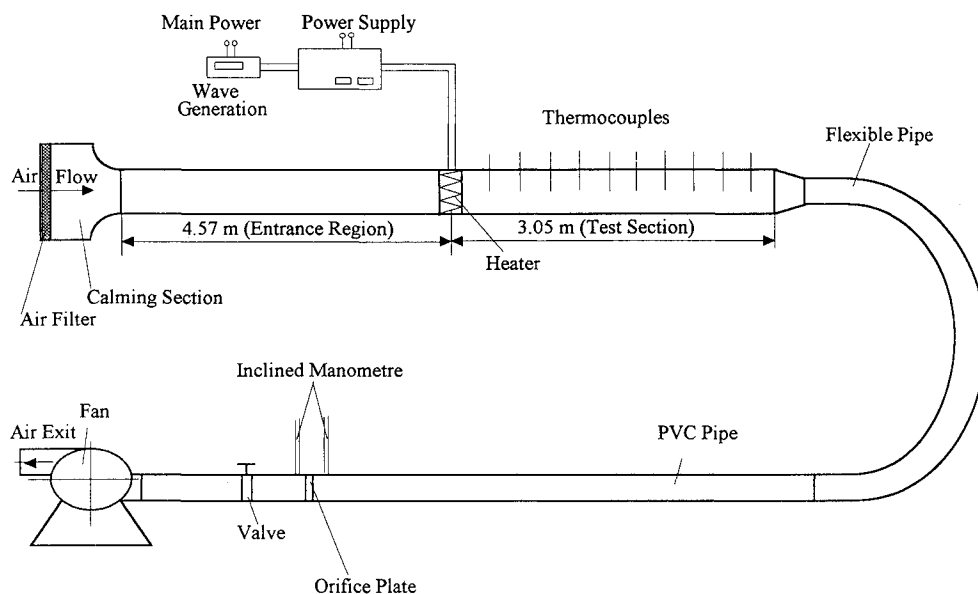 Main Power
Power Supply
Wave
Generation
Thermocouples
Flexible Pipe
Air
Flow
4.57 m (Entrance Region)
3.05 m (Test Section)
Heater
Calming Section
Air Filter
Inclined Manometre
Fan
Air Exit
PVC Pipe
Valve
Orifice Plate